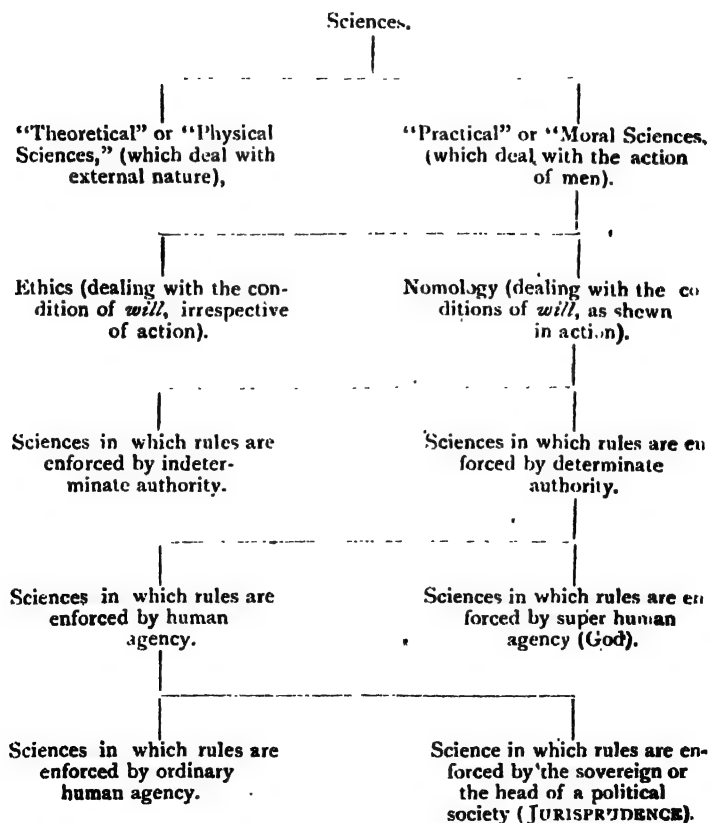 Sciences.
“Theoretical” or “Physical
Sciences,” (which deal with
external nature),
“Practical” or “Moral Sciences,
(which deal with the action
of men).
Ethics (dealing with the con-
dition of will, irrespective
of action).
Nomology (dealing with the co
ditions of will, as shewn
in action).
Sciences in which rules are
enforced by indeter-
minate authority.
Sciences in which rules are en
forced by determinate
authority.
Sciences in which rules are
enforced by human
agency.
Sciences in which rules are en
forced by super human
agency (God).
Sciences in which rules are
enforced by ordinary
human agency.
Science in which rules are en-
forced by the sovereign or
the head of a political
society (JURISPRUDENCE).